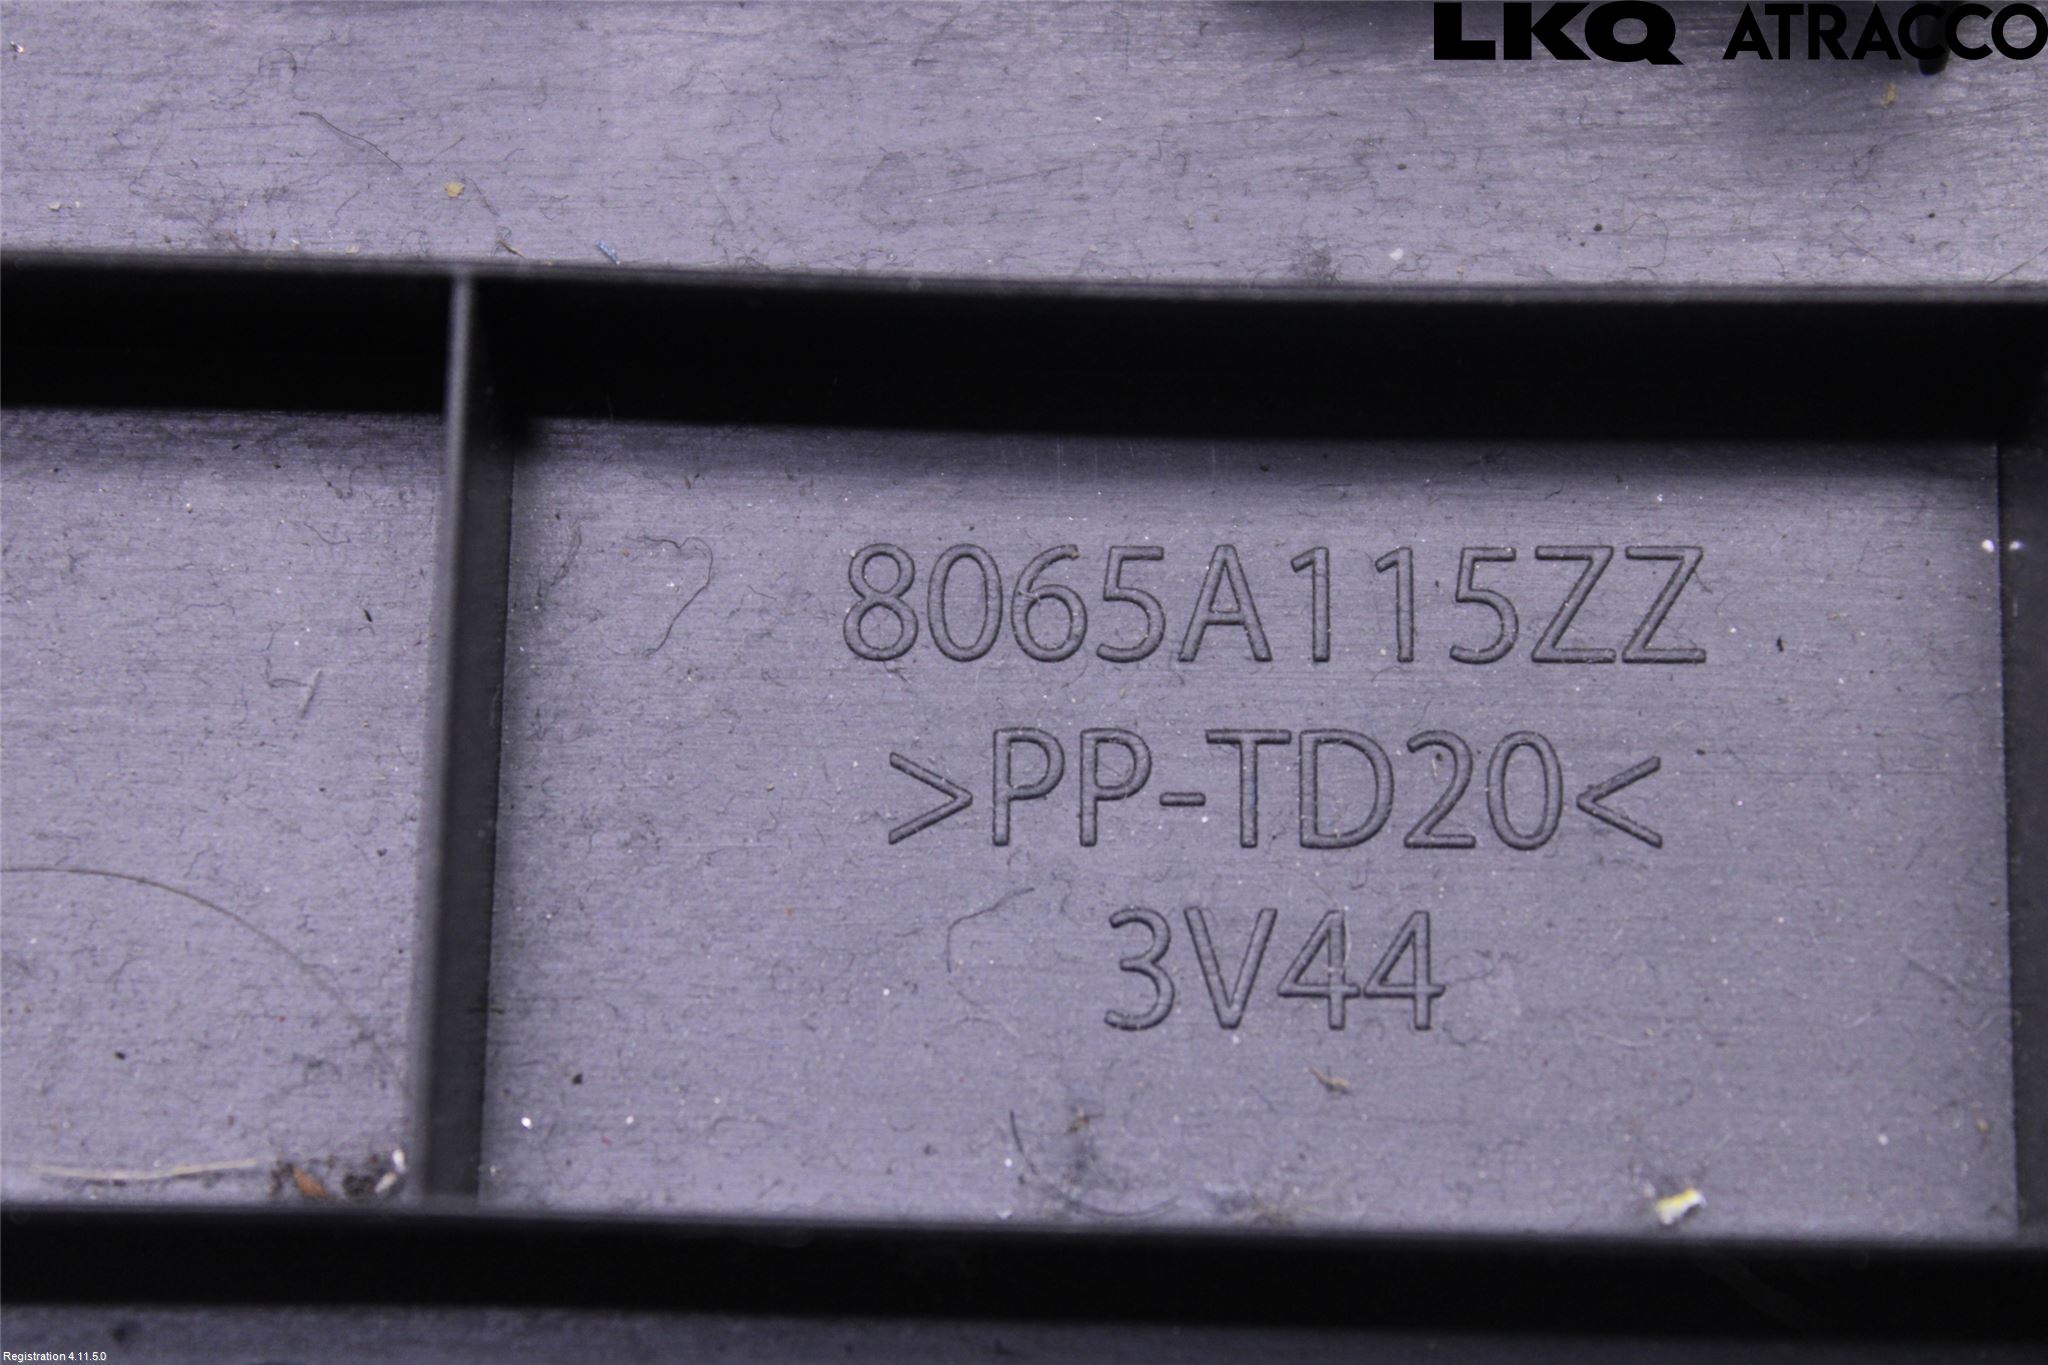 LKQ ATRACCO
8065A115ZZ
>PP-TD20<
3V44
Registration 4.11.5.0